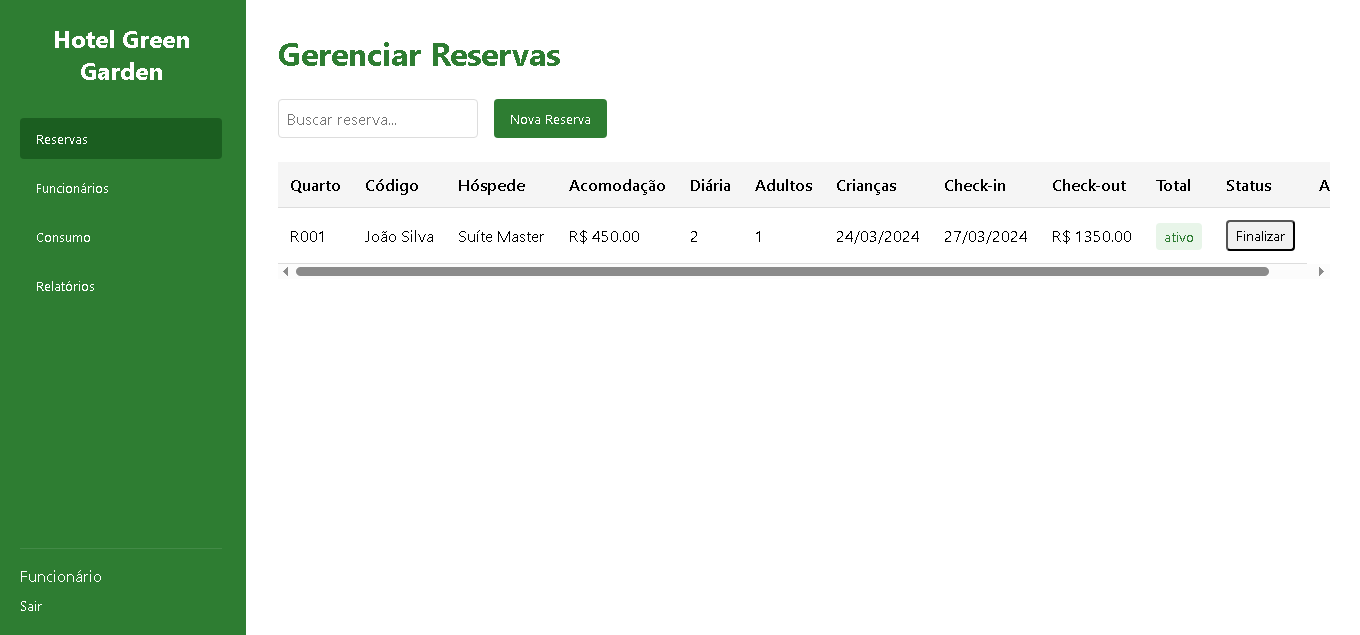 Hotel Green
Garden
Reservas
Funcionários
Consumo
Relatórios
Funcionário
Sair
Gerenciar Reservas
Buscar reserva... Nova Reserva
Quarto Código Hóspede Acomodação Diária Adultos Crianças Check-in Check-out Total Status A
R001 João Silva Suíte Master R$ 450.00 2 1 24/03/2024 27/03/2024 R$ 1350.00 ativo Finalizar